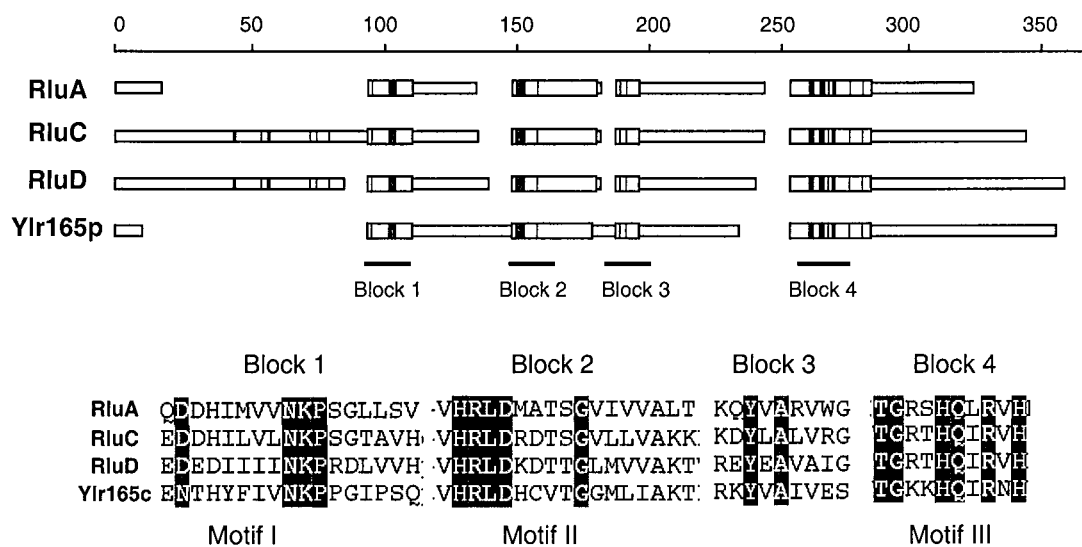 0 50 100 150 200 250 300 350
RluA
RluC
RluD
Ylr165p
Block 1 Block 2 Block 3 Block 4
Block 1 Block 2 Block 3 Block 4
RluA QDDHIMVVNKPSGLLSV ·VHRLDMATSGVIVVALT KQYVARVWG TGRSHQLRVH
RluC EDDHILVLNKPSGTAVH ·VHRLDRDTSGVLLVAKK KDYLALVRG TGRTHQIRVH
RluD EDEDIIIINKPRDLVVH ·VHRLDKDTTGLMVVAKT REYEAVAIG TGRTHQIRVH
Ylr165c ENTHYFIVNKPPGIPSQ ·VHRLDHCVTGGMLIAKT RKYVAIVES TGKKHQIRNH
Motif I Motif II Motif III